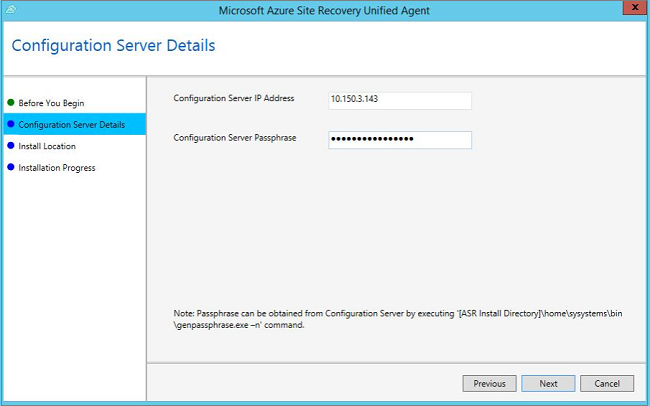 Microsoft Azure Site Recovery Unified Agent
x
Configuration Server Details
Before You Begin
Configuration Server Details
Install Location
Installation Progress
Configuration Server IP Address
10.150.3.143
Configuration Server Passphrase
••••••••••••••••
Note: Passphrase can be obtained from Configuration Server by executing '[ASR Install Directory]\home\sysystems\bin
\genpassphrase.exe –n' command.
Previous
Next
Cancel